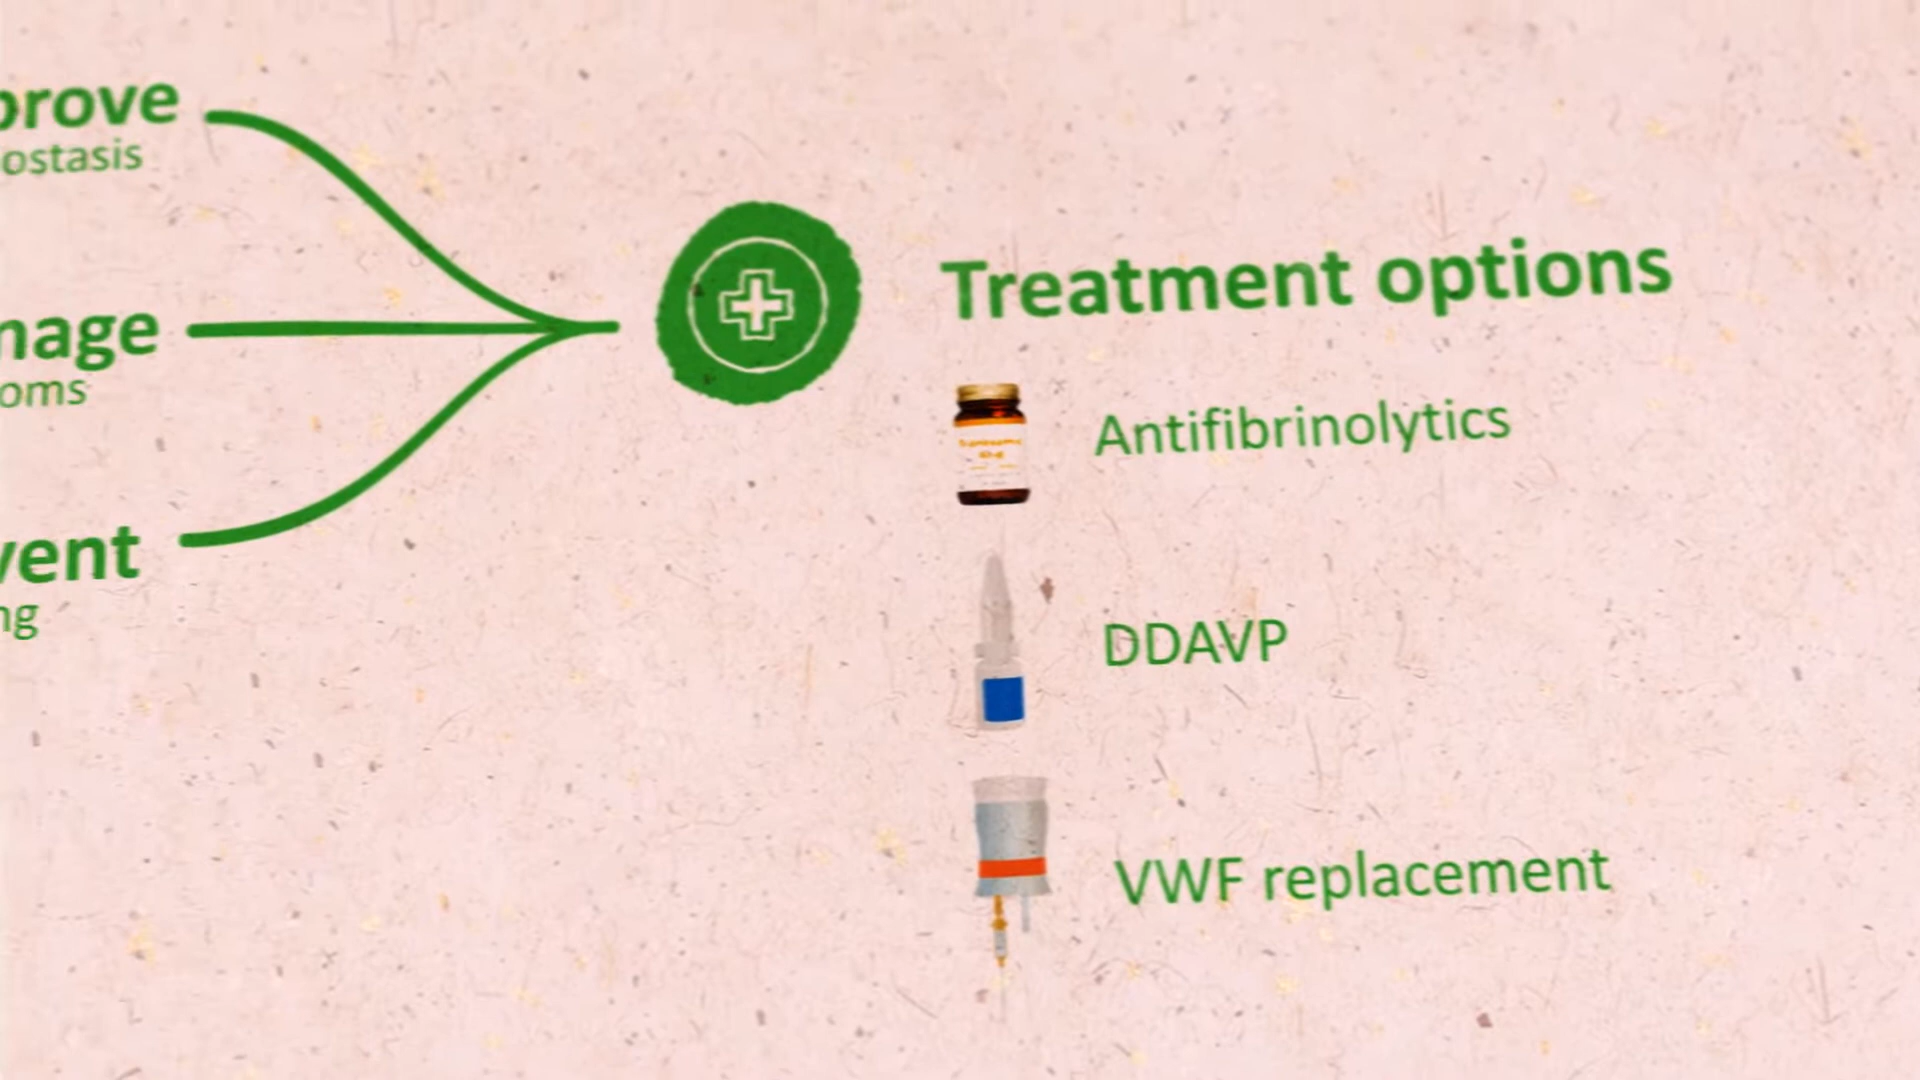 prove
ostasis
nage
oms
vent
ng
Treatment options
Antifibrinolytics
DDAVP
VWF replacement